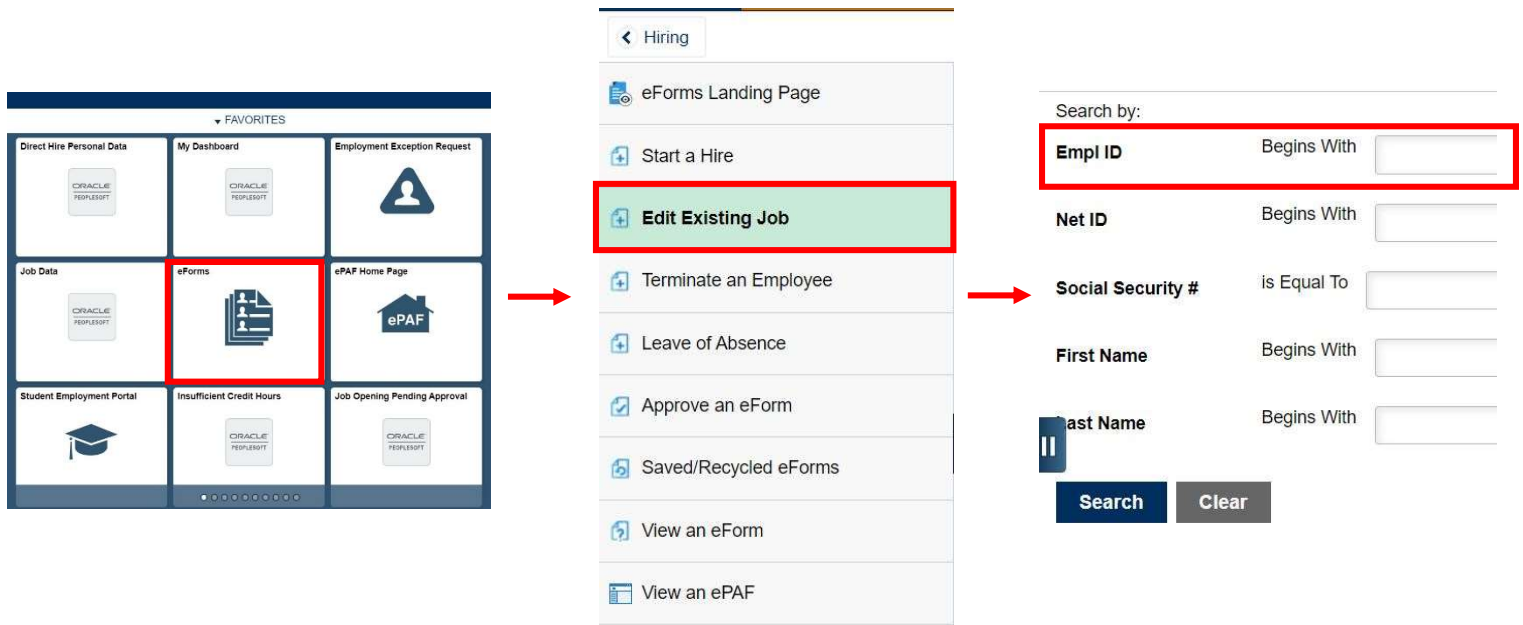 FAVORITES
Direct Hire Personal Data
My Dashboard
Employment Exception Request
ORACLE
PEOPLESOFT
ORACLE
PEOPLESOFT
Job Data
eForms
ePAF Home Page
ORACLE
PEOPLESOFT
ePAF
Student Employment Portal
Insufficient Credit Hours
Job Opening Pending Approval
ORACLE
PEOPLESOFT
ORACLE
PEOPLESOFT
Hiring
eForms Landing Page
Start a Hire
Edit Existing Job
Terminate an Employee
Leave of Absence
Approve an eForm
Saved/Recycled eForms
View an eForm
View an ePAF
Search by:
Empl ID Begins With
Net ID Begins With
Social Security # is Equal To
First Name Begins With
ast Name Begins With
Search Clear